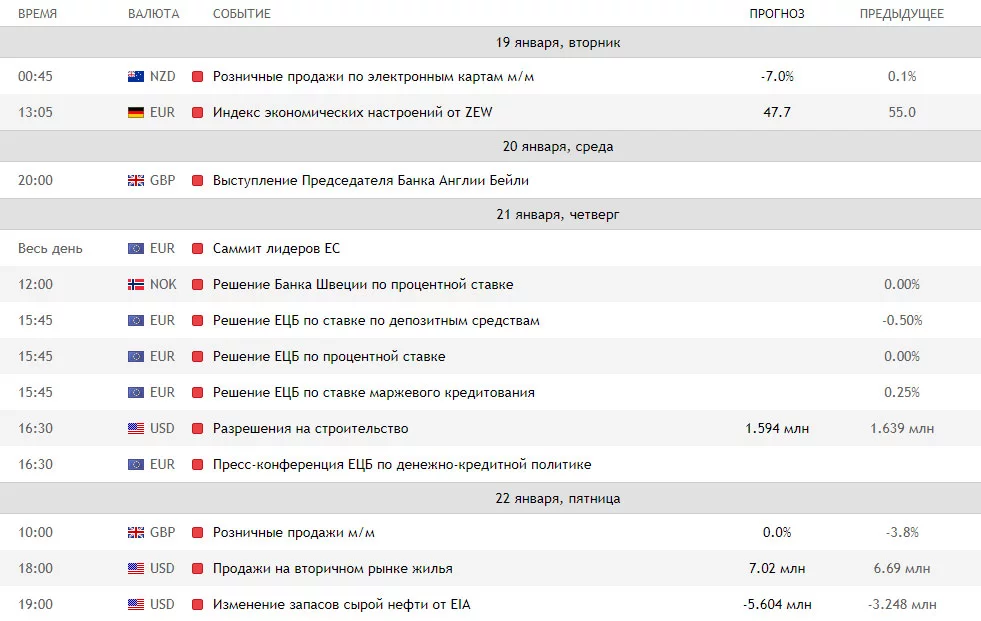 ВРЕМЯ ВАЛЮТА СОБЫТИЕ ПРОГНОЗ ПРЕДЫДУЩЕЕ
19 января, вторник
00:45 NZD Розничные продажи по электронным картам м/м -7.0% 0.1%
13:05 EUR Индекс экономических настроений от ZEW 47.7 55.0
20 января, среда
20:00 GBP Выступление Председателя Банка Англии Бейли
21 января, четверг
Весь день EUR Саммит лидеров ЕС
12:00 NOK Решение Банка Швеции по процентной ставке 0.00%
15:45 EUR Решение ЕЦБ по ставке по депозитным средствам -0.50%
15:45 EUR Решение ЕЦБ по процентной ставке 0.00%
15:45 EUR Решение ЕЦБ по ставке маржевого кредитования 0.25%
16:30 USD Разрешения на строительство 1.594 млн 1.639 млн
16:30 EUR Пресс-конференция ЕЦБ по денежно-кредитной политике
22 января, пятница
10:00 GBP Розничные продажи м/м 0.0% -3.8%
18:00 USD Продажи на вторичном рынке жилья 7.02 млн 6.69 млн
19:00 USD Изменение запасов сырой нефти от EIA -5.604 млн -3.248 млн